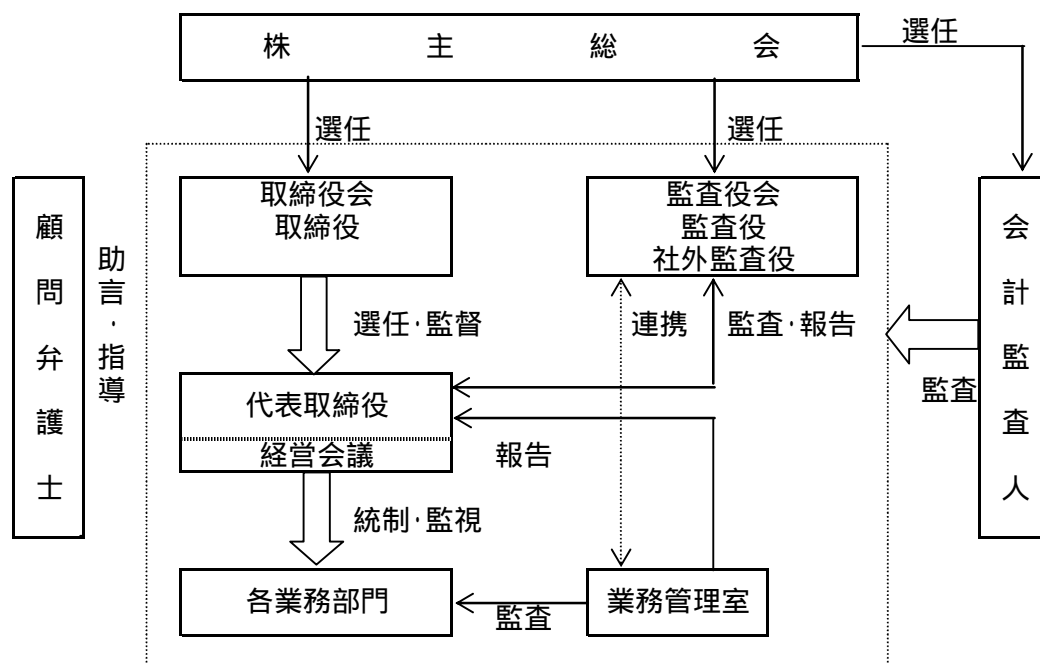 株主総会
選任
選任
選任
取締役会
取締役
監査役会
監査役
社外監査役
顧問弁護士
助言・指導
会計監査人
選任・監督
連携
監査・報告
監査
代表取締役
経営会議
報告
統制・監視
各業務部門
監査
業務管理室